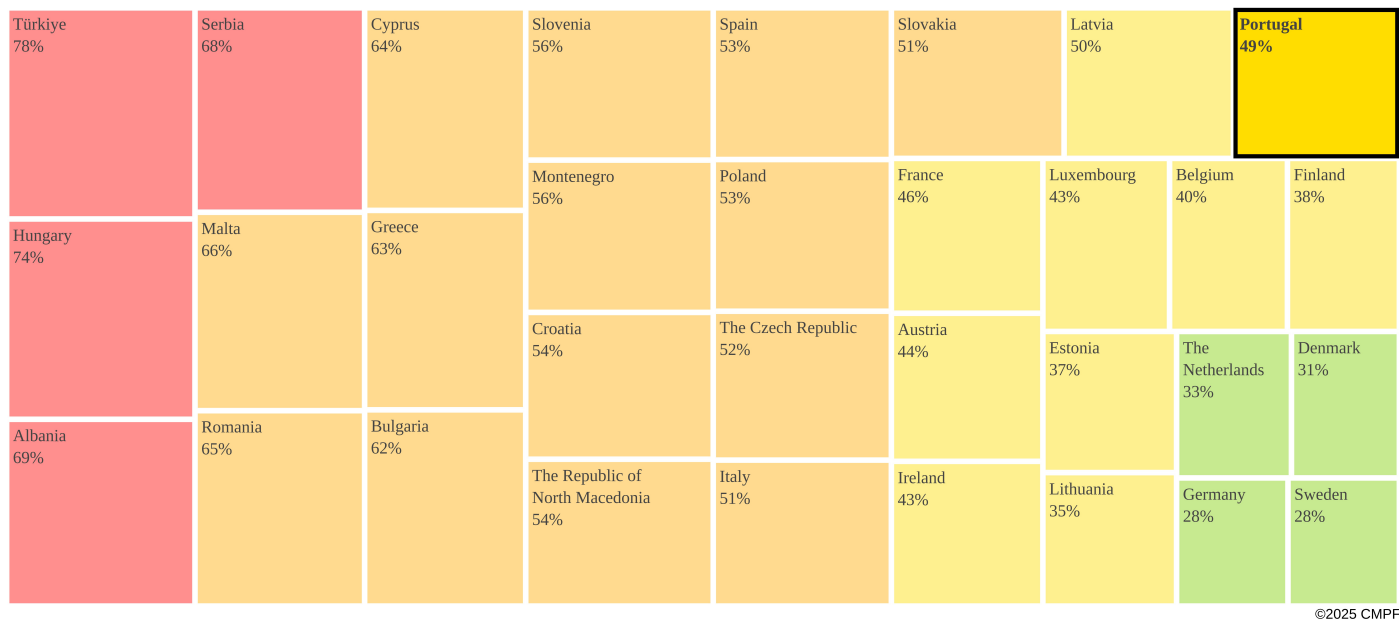 Türkiye
78%
Hungary
74%
Albania
69%
Serbia
68%
Malta
66%
Romania
65%
Cyprus
64%
Greece
63%
Bulgaria
62%
Slovenia
56%
Montenegro
56%
Croatia
54%
The Republic of
North Macedonia
54%
Spain
53%
Poland
53%
The Czech Republic
52%
Italy
51%
Slovakia
51%
Latvia
50%
Portugal
49%
France
46%
Austria
44%
Ireland
43%
Luxembourg
43%
Belgium
40%
Finland
38%
Estonia
37%
Lithuania
35%
The
Netherlands
33%
Denmark
31%
Germany
28%
Sweden
28%
©2025 CMPF